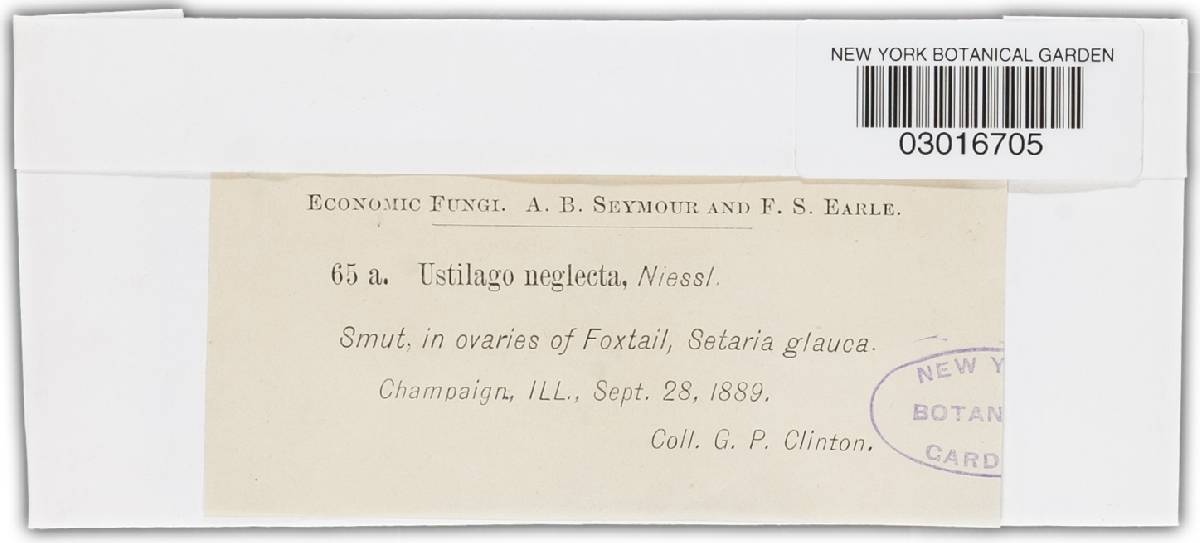 NEW YORK BOTANICAL GARDEN
03016705
ECONOMIC FUNGI. A. B. SEYMOUR AND F. S. EARLE.
65 a. Ustilago neglecta, Niessl.
Smut, in ovaries of Foxtail, Setaria glauca.
Champaign, ILL., Sept. 28, 1889.
Coll. G. P. Clinton.
NEW Y
BOTAN
GARD